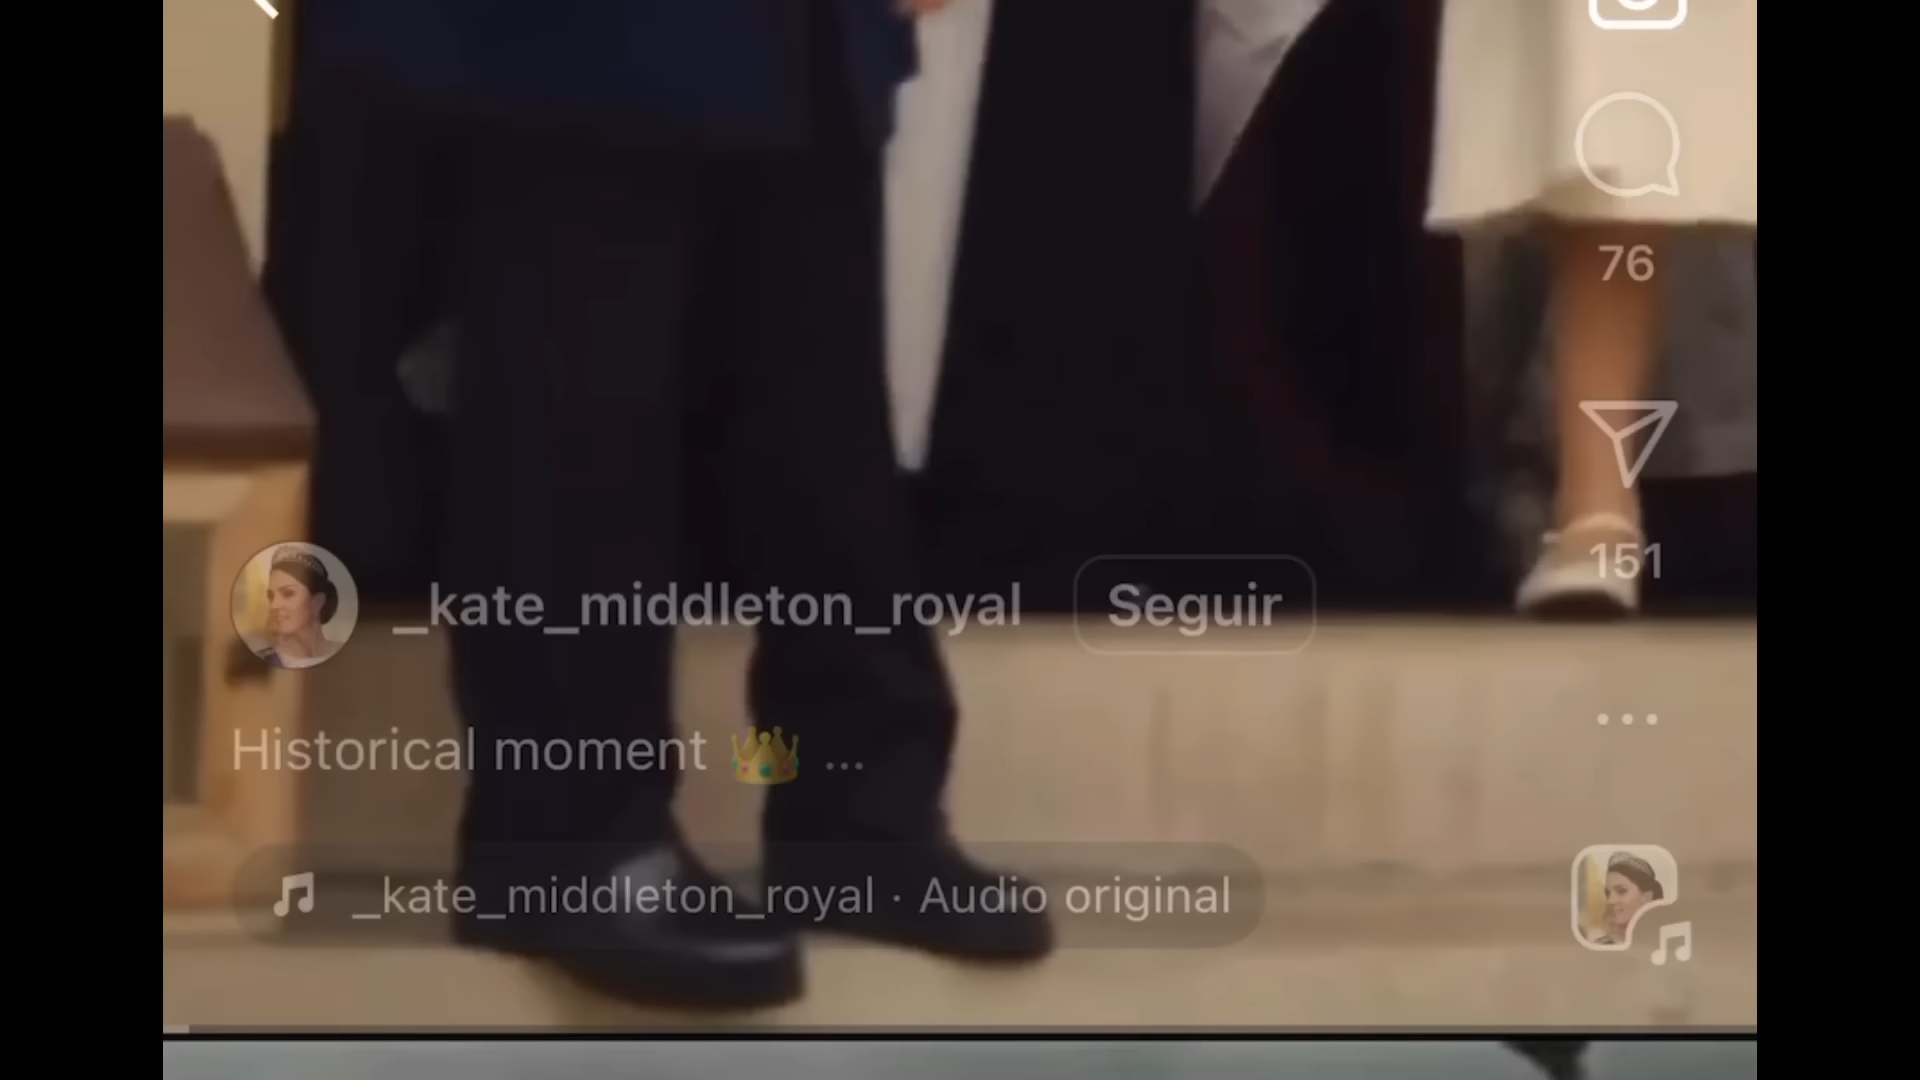 76
151
_kate_middleton_royal Seguir
Historical moment 👑 ...
_kate_middleton_royal · Audio original